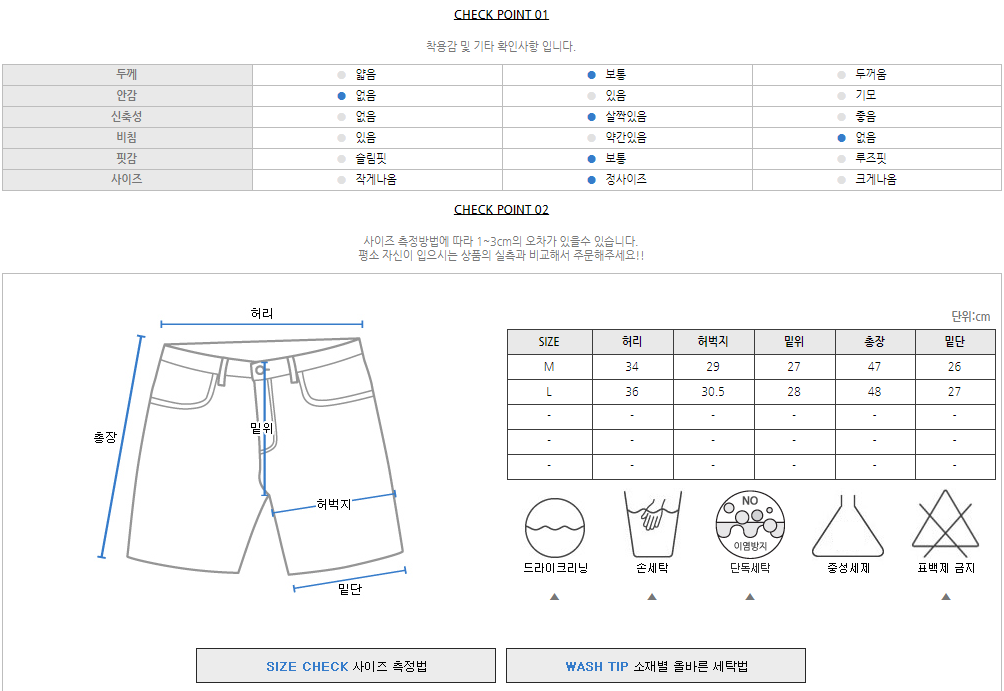 CHECK POINT 01
착용감 및 기타 확인사항 입니다.
두께 얇음 보통 두꺼움
안감 없음 있음 기모
신축성 없음 살짝있음 좋음
비침 있음 약간있음 없음
핏감 슬림핏 보통 루즈핏
사이즈 작게나옴 정사이즈 크게나옴
CHECK POINT 02
사이즈 측정방법에 따라 1~3cm의 오차가 있을수 있습니다.
평소 자신이 입으시는 상품의 실측과 비교해서 주문해주세요!!
허리
총장
밑위
허벅지
밑단
단위:cm
SIZE 허리 허벅지 밑위 총장 밑단
M 34 29 27 47 26
L 36 30.5 28 48 27
- - - - - -
- - - - - -
- - - - - -
NO
이염방지
드라이크리닝 손세탁 단독세탁 중성세제 표백제 금지
SIZE CHECK 사이즈 측정법
WASH TIP 소재별 올바른 세탁법